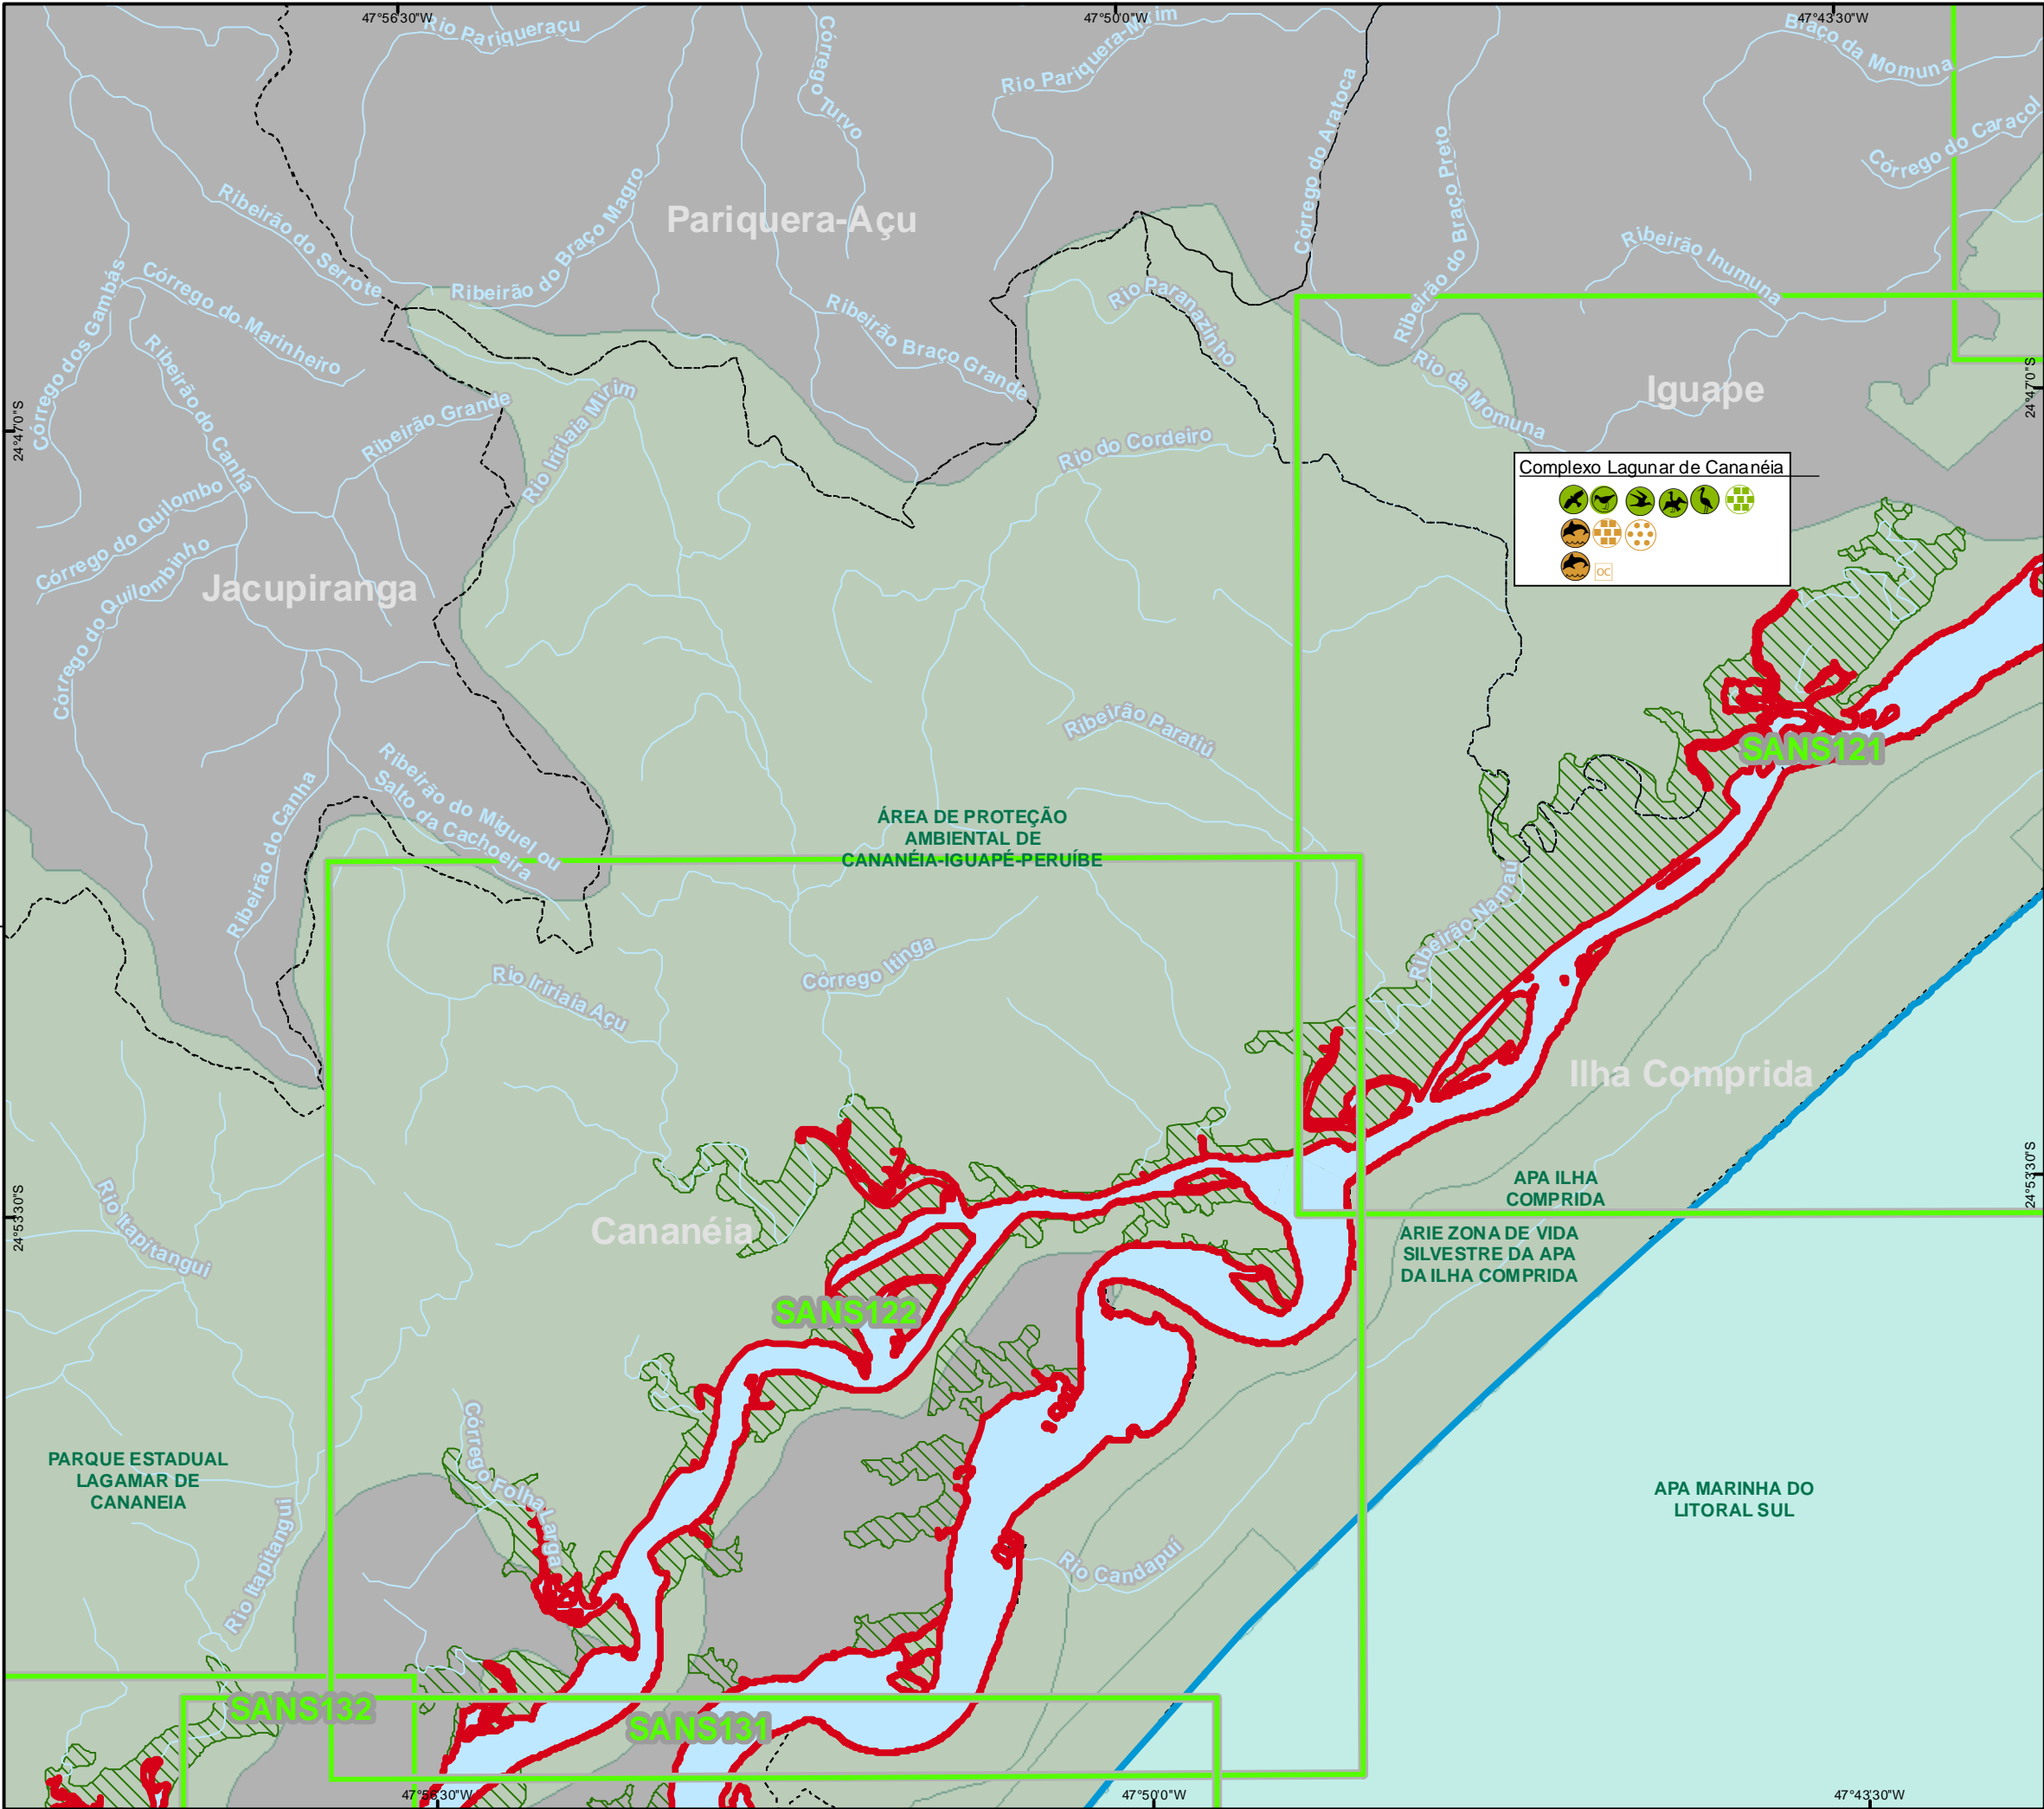 47°56'30"W
47°50'0"W
47°43'30"W
Rio Pariqueraçu
Córrego Turvo
Rio Pariquera-Mirim
Braço da Momuna
Córrego do Caracol
Córrego do Aratoca
Ribeirão do Braço Preto
Ribeirão do Serrote
Ribeirão do Braço Magro
Pariquera-Açu
Ribeirão Inumuna
Córrego dos Gambás
Córrego do Marinheiro
Ribeirão Braço Grande
Rio Paranazinho
Rio da Momuna
Iguape
24°47'0"S
24°47'0"S
Ribeirão do Canha
Ribeirão Grande
Rio Iririaia Mirim
Rio do Cordeiro
Complexo Lagunar de Cananéia
OC
Córrego do Quilombo
Córrego do Quilombinho
Jacupiranga
Ribeirão Paratiú
SANS121
Ribeirão do Miguel ou
Salto da Cachoeira
Ribeirão do Canha
ÁREA DE PROTEÇÃO
AMBIENTAL DE
CANANÉIA-IGUAPÉ-PERUÍBE
Ribeirão Namaú
Córrego Itinga
Rio Iririaia Açu
Ilha Comprida
24°53'30"S
24°53'30"S
APA ILHA
COMPRIDA
Rio Itapitangui
Cananéia
ARIE ZONA DE VIDA
SILVESTRE DA APA
DA ILHA COMPRIDA
SANS122
Córrego Folha Larga
PARQUE ESTADUAL
LAGAMAR DE
CANANEIA
APA MARINHA DO
LITORAL SUL
Rio Itapitangui
Rio Candapuí
SANS132
SANS131
47°56'30"W
47°50'0"W
47°43'30"W